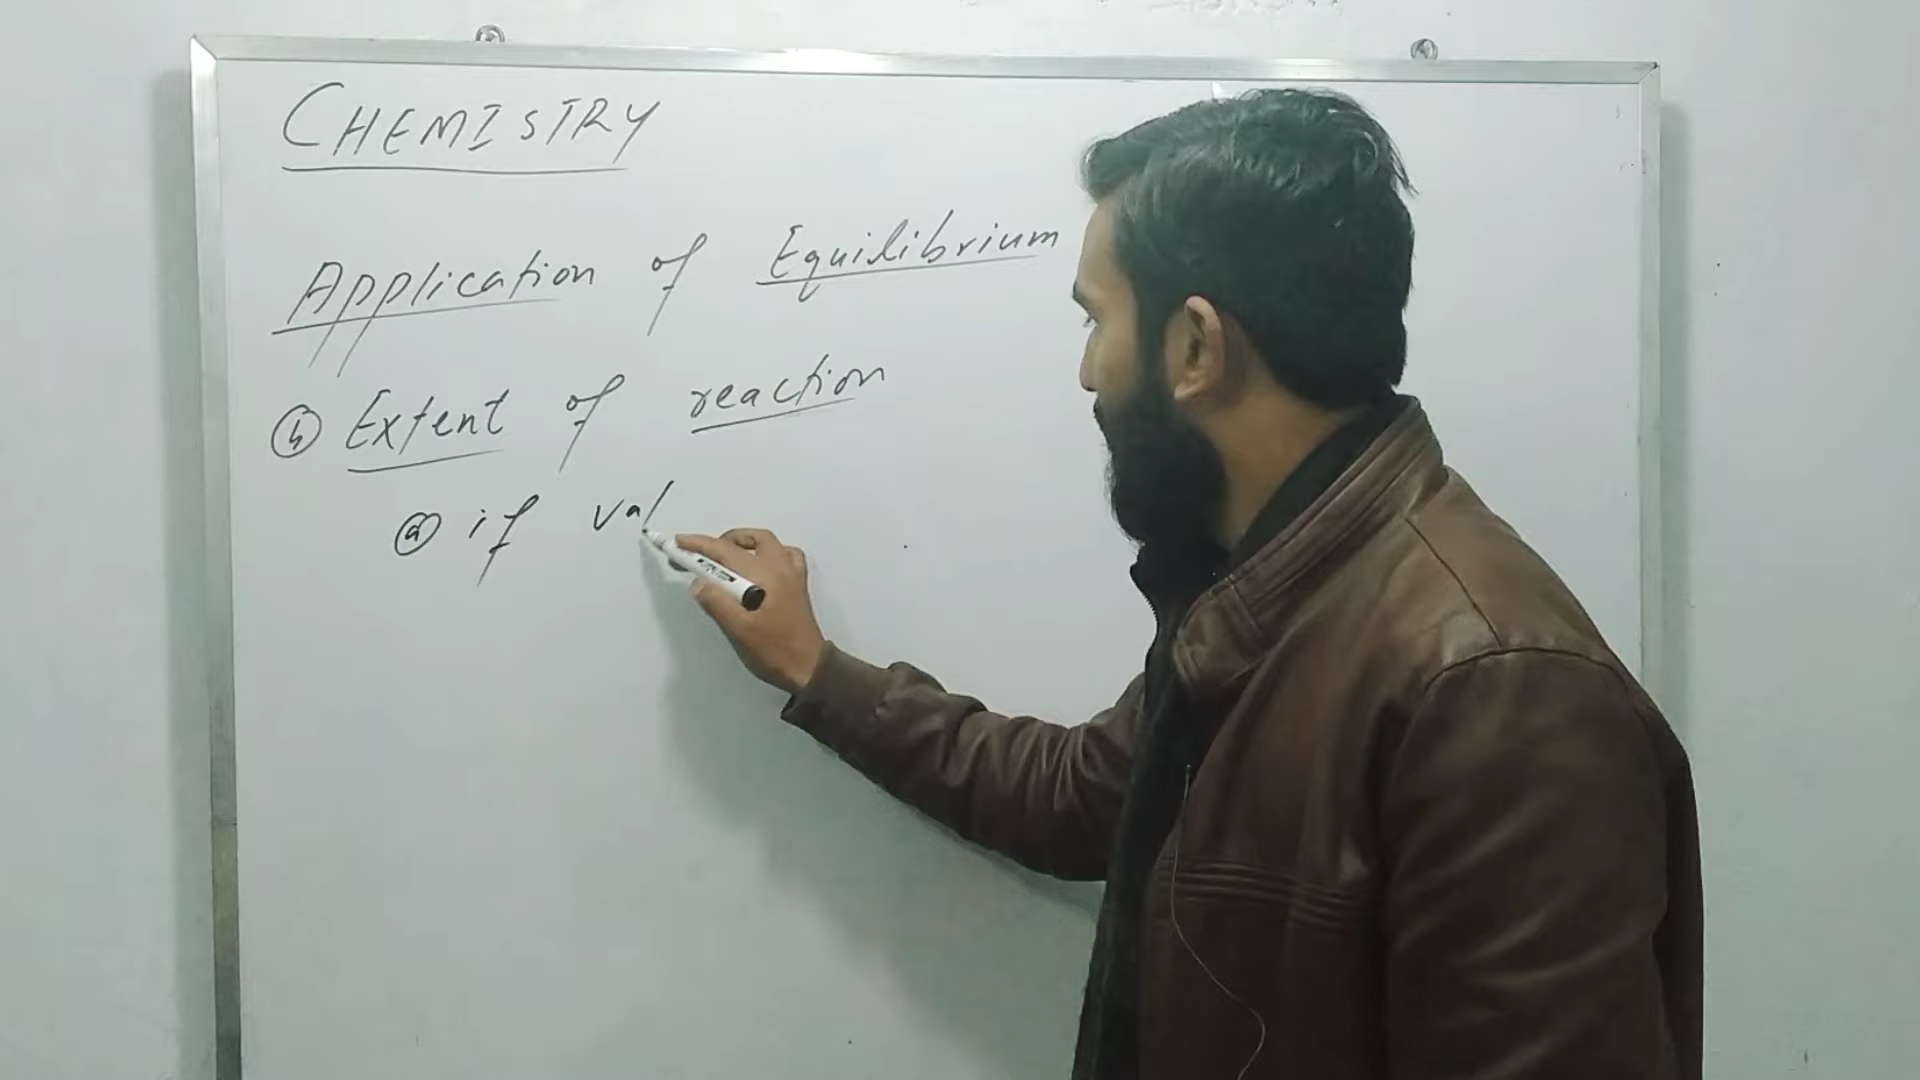 CHEMISTRY
Application of Equilibrium
Extent of reaction
ⓐ if val